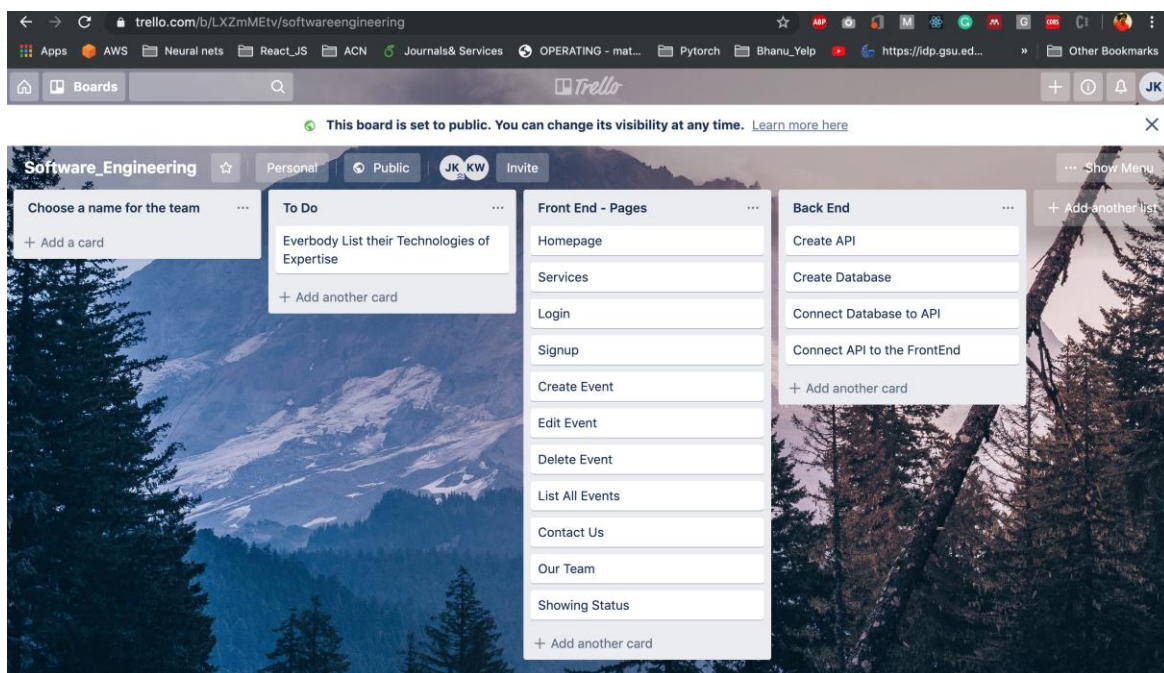 trello.com/b/LXZmMEtv/softwareengineering
ABP
M
G
CORS
Apps
AWS
Neural nets
React_JS
ACN
Journals& Services
OPERATING - mat...
Pytorch
Bhanu_Yelp
https://idp.gsu.ed...
»
Other Bookmarks
Boards
Trello
JK
This board is set to public. You can change its visibility at any time. Learn more here
Software_Engineering
Personal
Public
JK KW
Invite
... Show Menu
Choose a name for the team ...
+ Add a card
To Do ...
Everbody List their Technologies of
Expertise
+ Add another card
Front End - Pages ...
Homepage
Services
Login
Signup
Create Event
Edit Event
Delete Event
List All Events
Contact Us
Our Team
Showing Status
+ Add another card
Back End ...
Create API
Create Database
Connect Database to API
Connect API to the FrontEnd
+ Add another card
+ Add another list